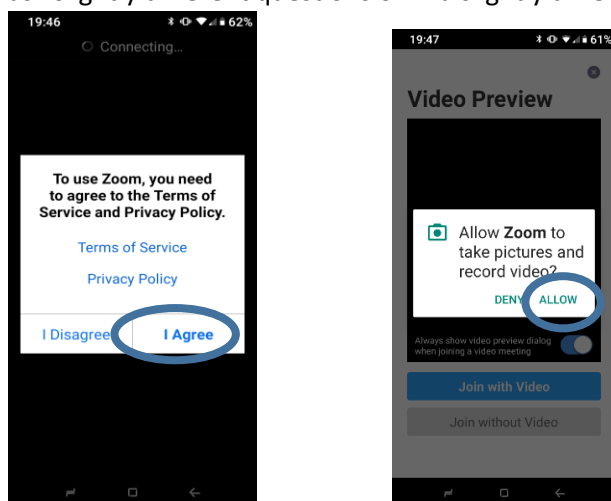 19:46 62%
Connecting...
To use Zoom, you need
to agree to the Terms of
Service and Privacy Policy.
Terms of Service
Privacy Policy
I Disagree I Agree
19:47 61%
Video Preview
Allow Zoom to
take pictures and
record video?
DENY ALLOW
Always show video preview dialog
when joining a video meeting
Join with Video
Join without Video